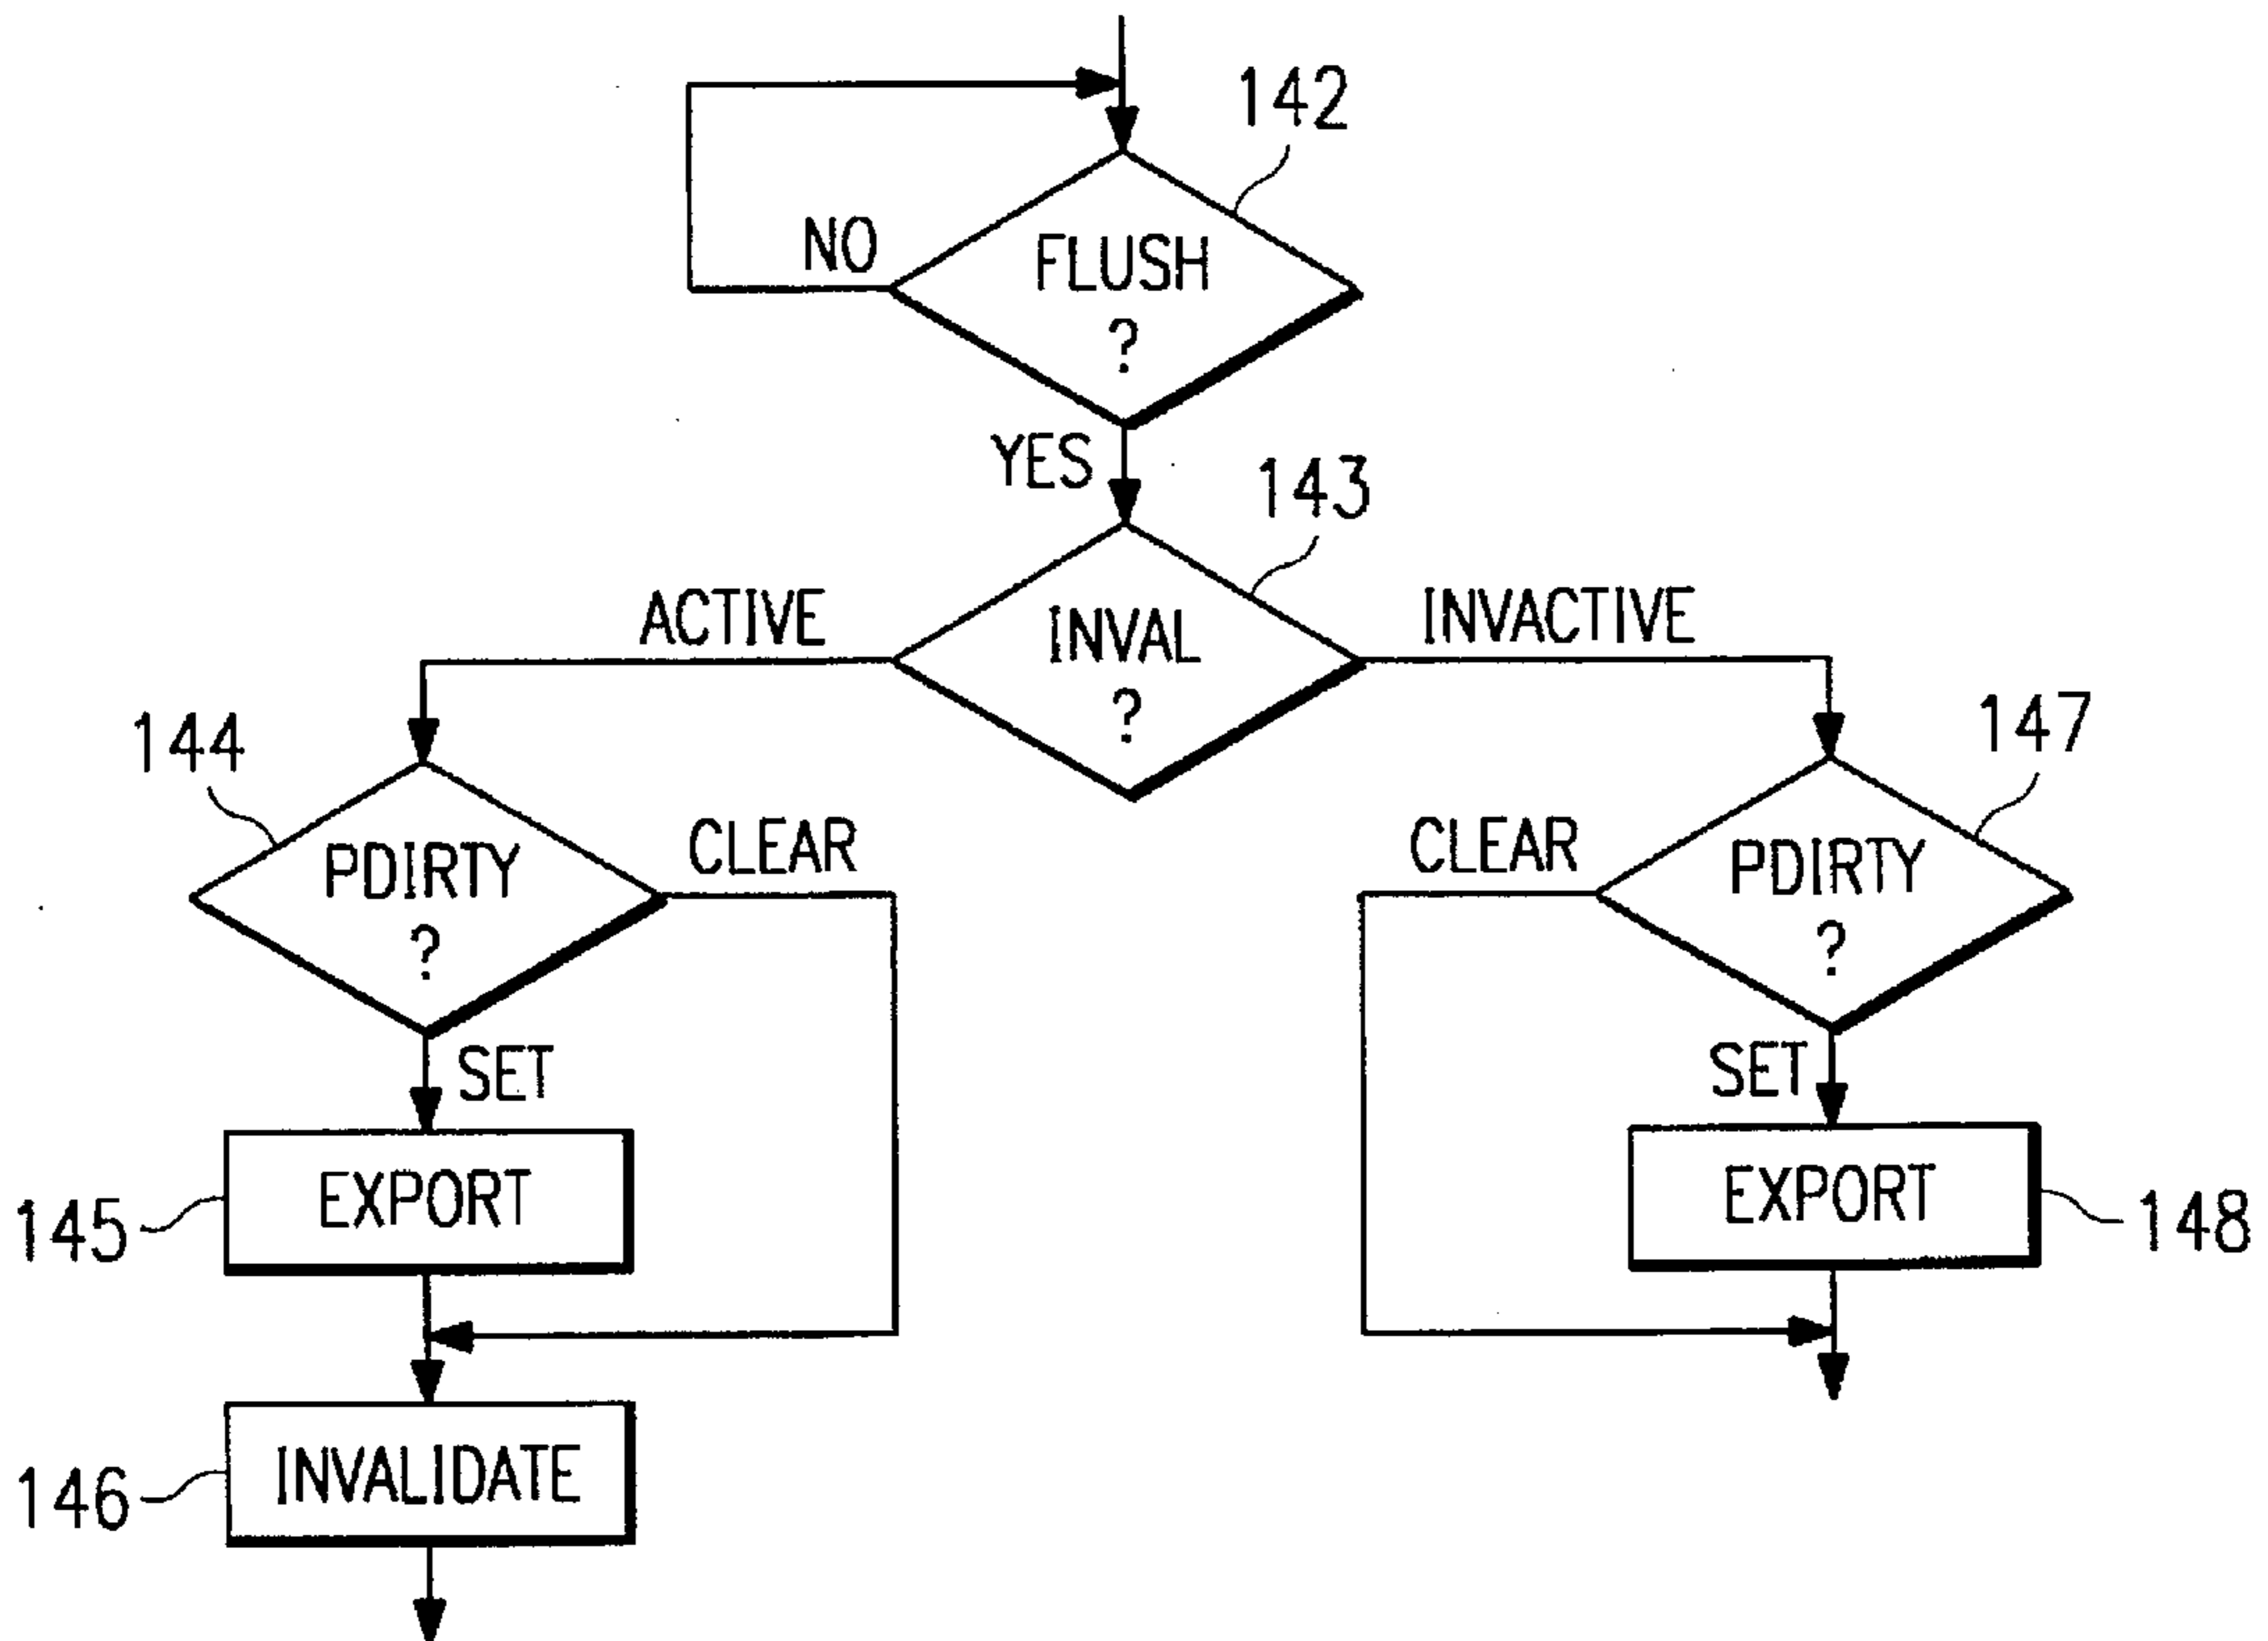 142
NO
FLUSH
?
YES
143
ACTIVE
INVAL
?
INVACTIVE
144
147
PDIRTY
?
CLEAR
CLEAR
PDIRTY
?
SET
SET
145
EXPORT
EXPORT
148
146
INVALIDATE